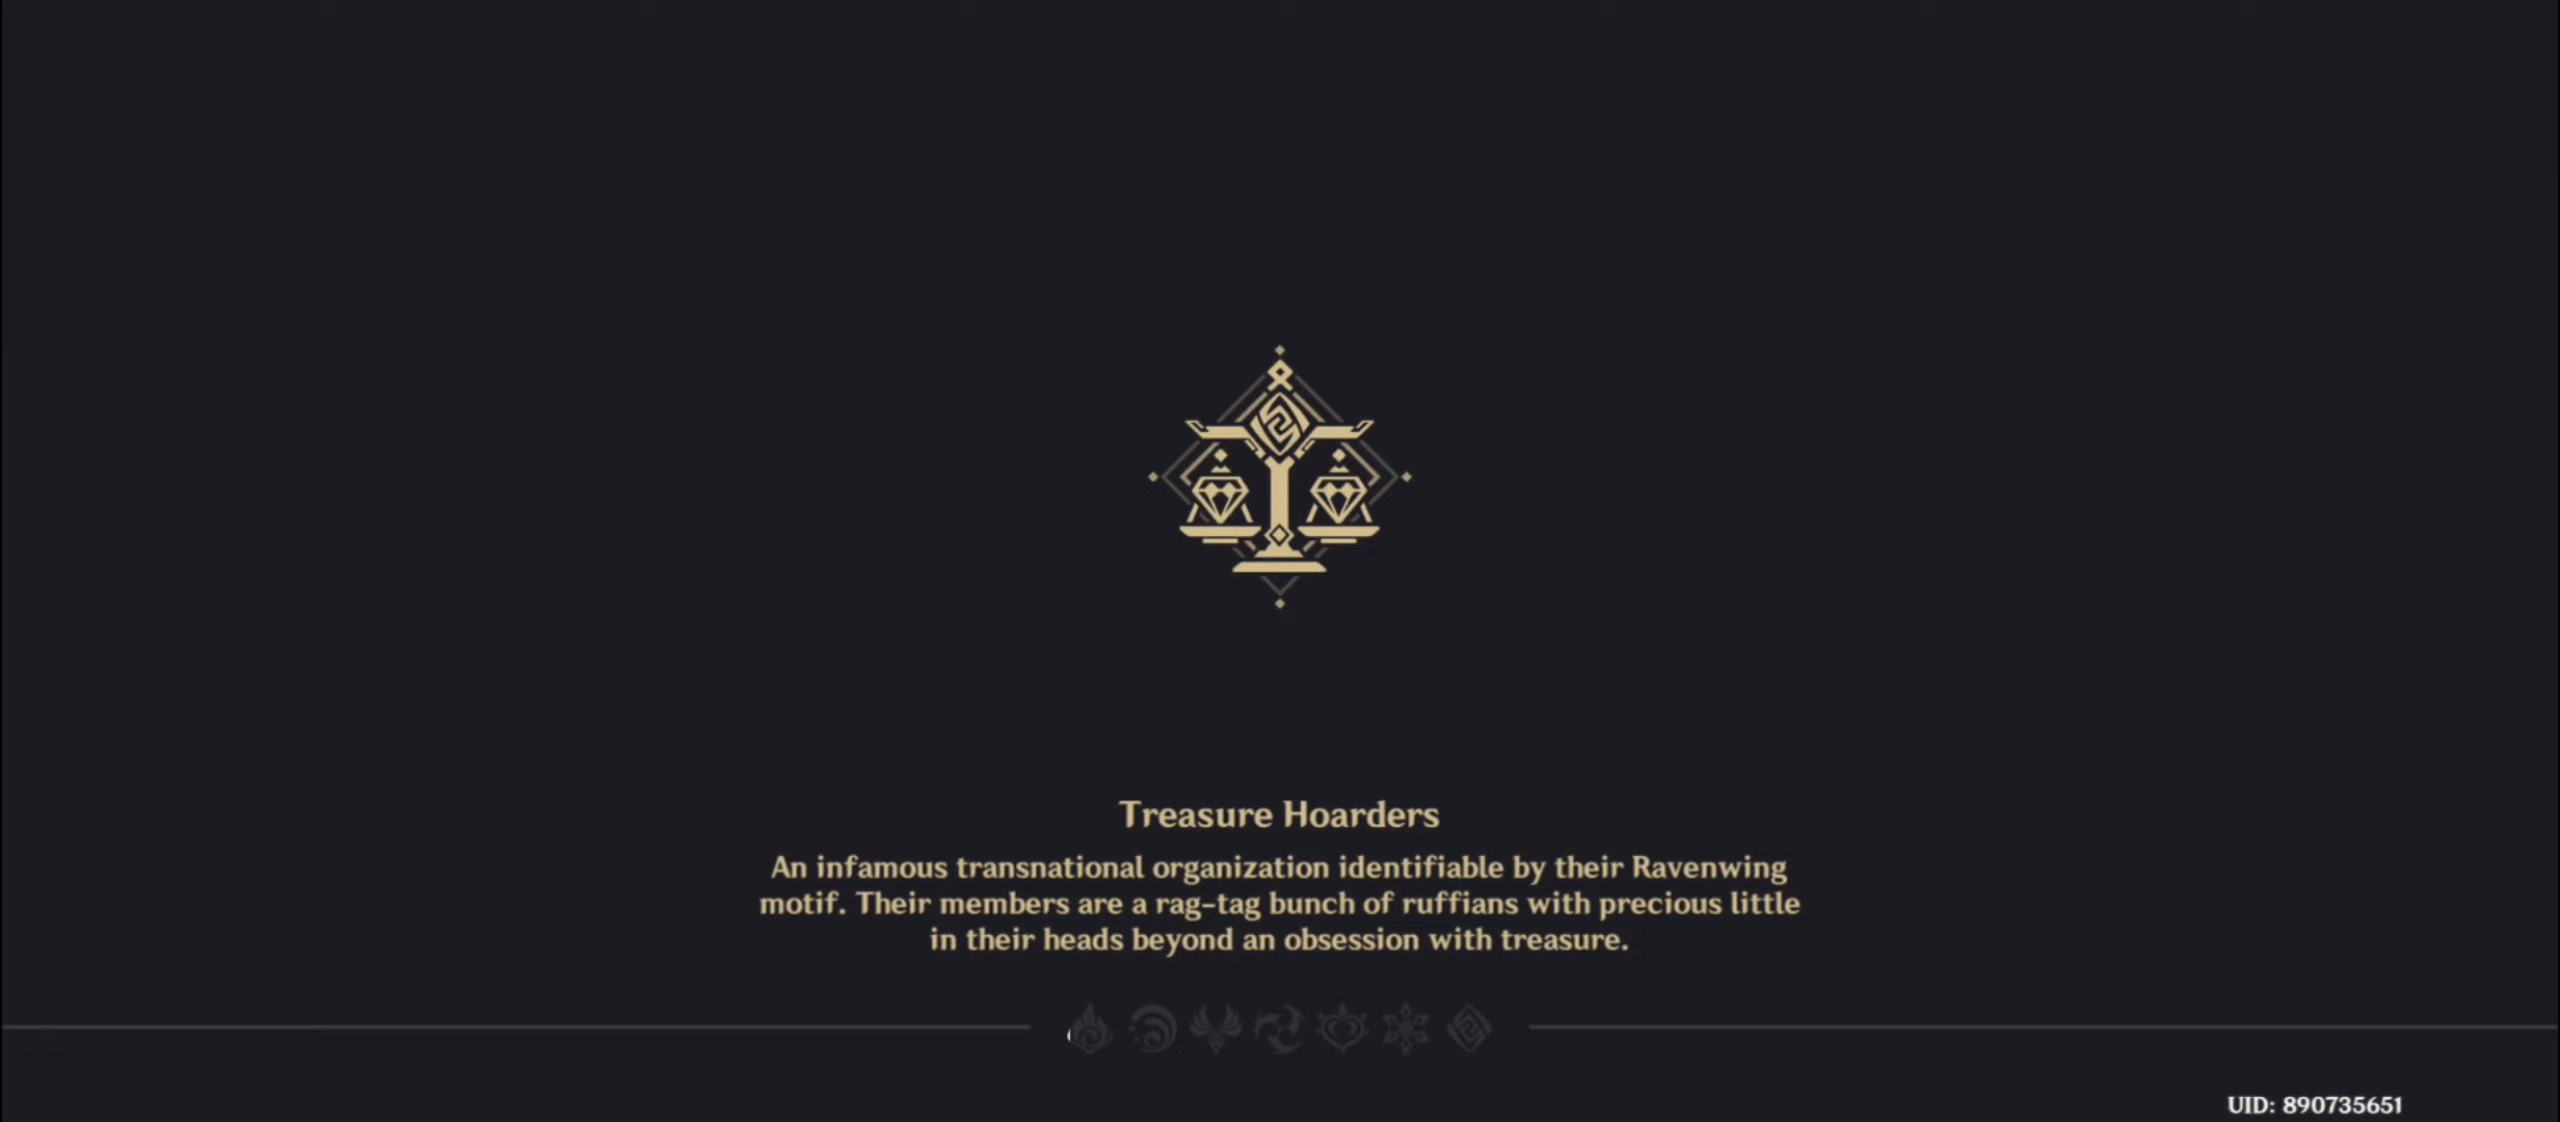 Treasure Hoarders
An infamous transnational organization identifiable by their Ravenwing
motif. Their members are a rag-tag bunch of ruffians with precious little
in their heads beyond an obsession with treasure.
UID: 890735651